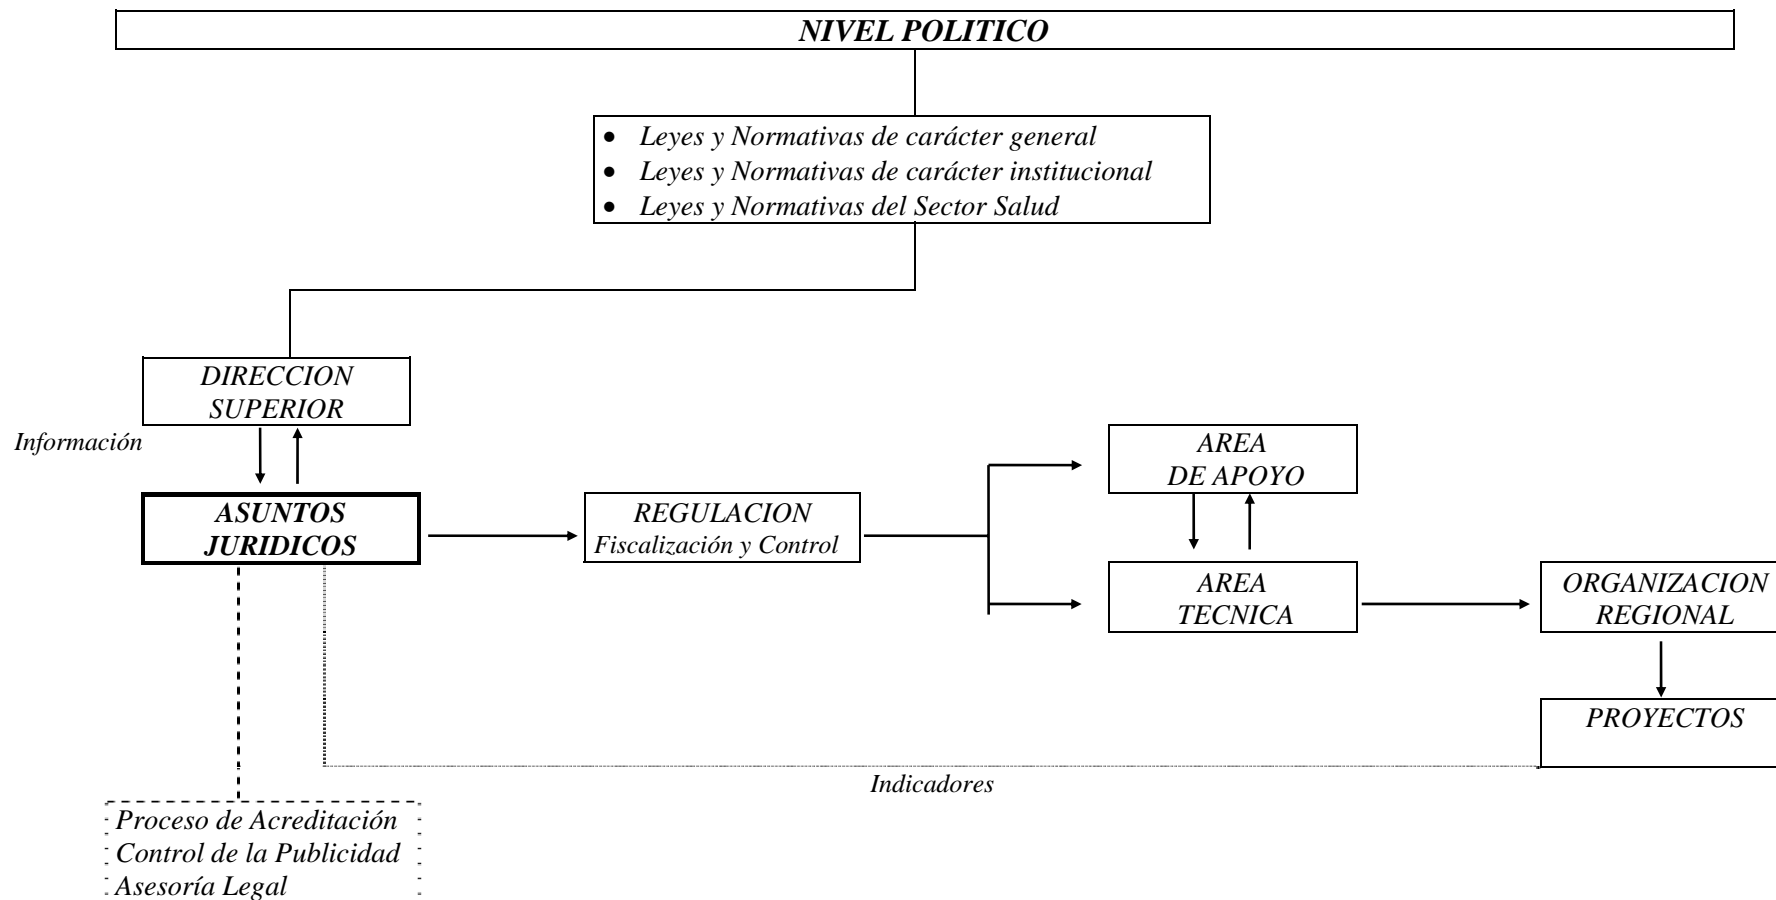 NIVEL POLITICO
• Leyes y Normativas de carácter general
• Leyes y Normativas de carácter institucional
• Leyes y Normativas del Sector Salud
DIRECCION
SUPERIOR
Información
ASUNTOS
JURIDICOS
REGULACION
Fiscalización y Control
AREA
DE APOYO
AREA
TECNICA
ORGANIZACION
REGIONAL
PROYECTOS
Indicadores
Proceso de Acreditación
Control de la Publicidad
Asesoría Legal